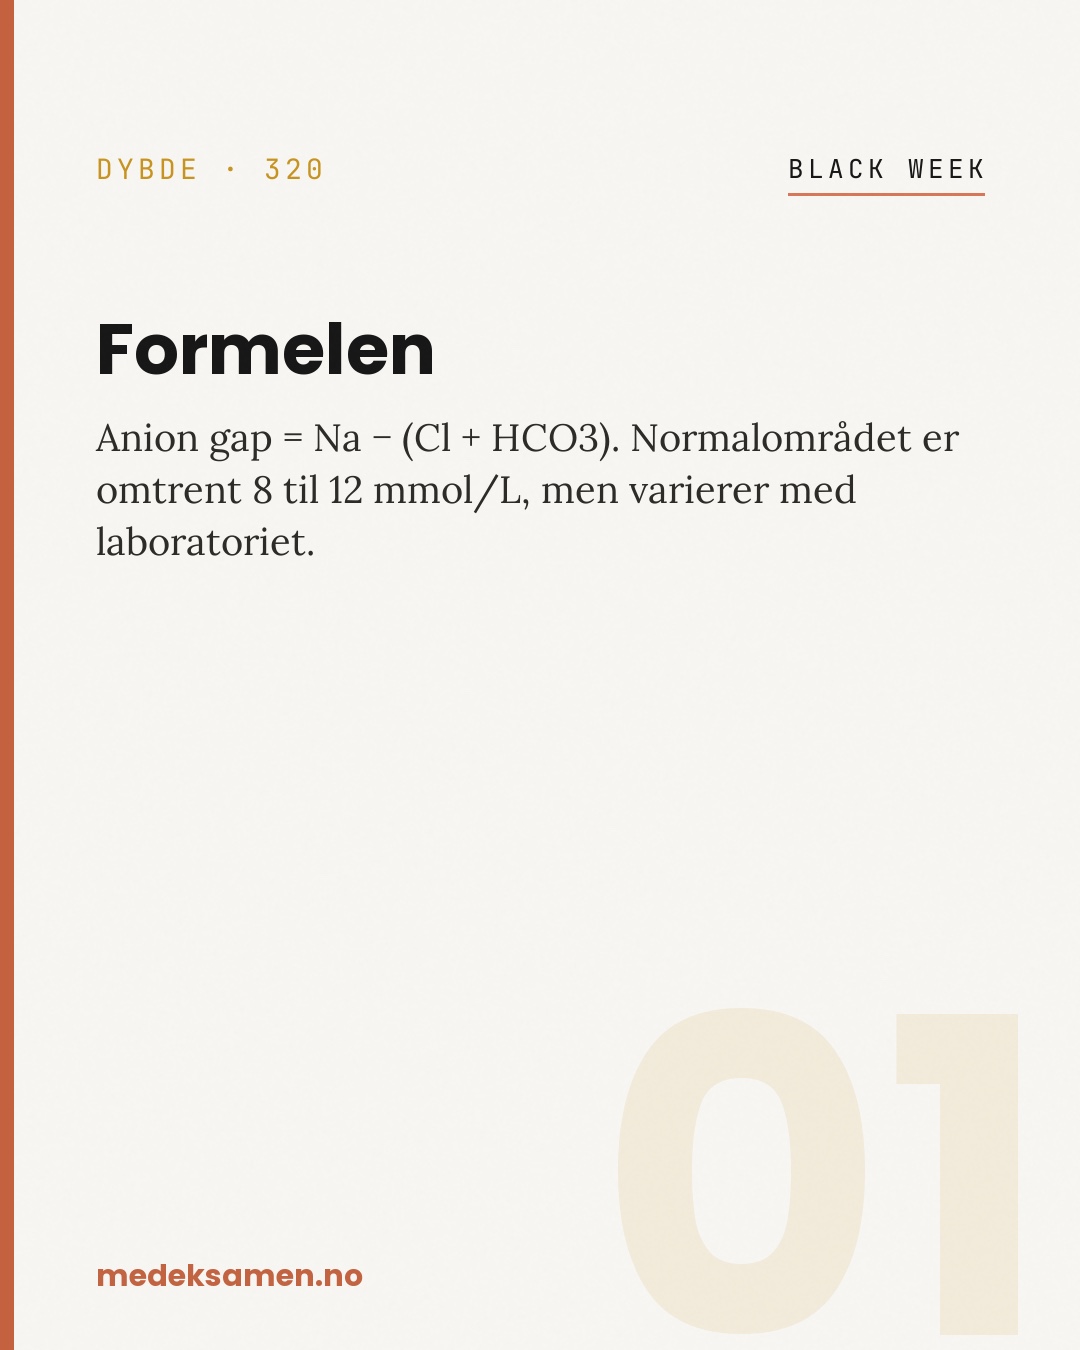 DYBDE · 320
BLACK WEEK
Formelen
Anion gap = Na − (Cl + HCO3). Normalområdet er
omtrent 8 til 12 mmol/L, men varierer med
laboratoriet.
01
medeksamen.no